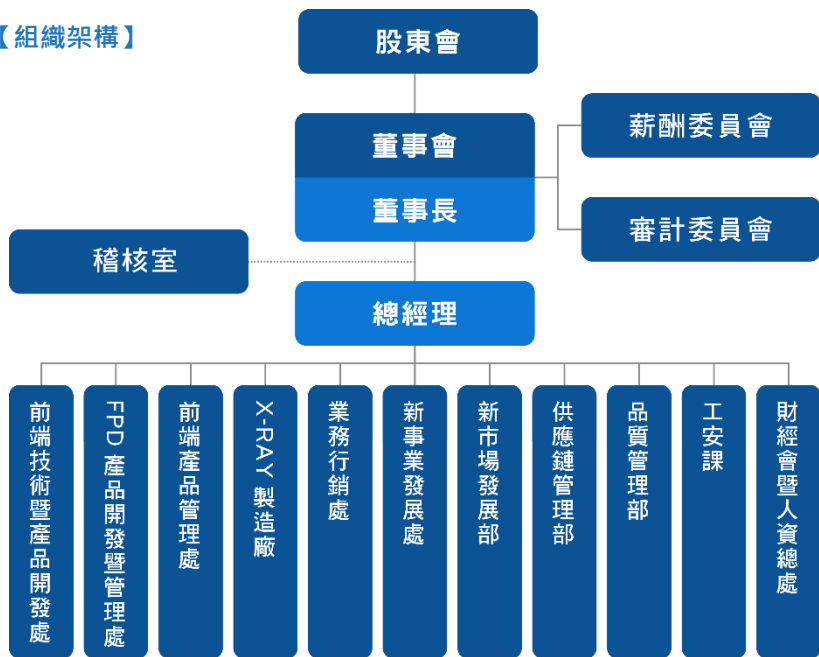 【組織架構】
股東會
董事會
董事長
薪酬委員會
審計委員會
稽核室
總經理
前端技術暨產品開發處
FPD 產品開發暨管理處
前端產品管理處
X-RAY 製造廠
業務行銷處
新事業發展處
新市場發展部
供應鏈管理部
品質管理部
工安課
財經會暨人資總處